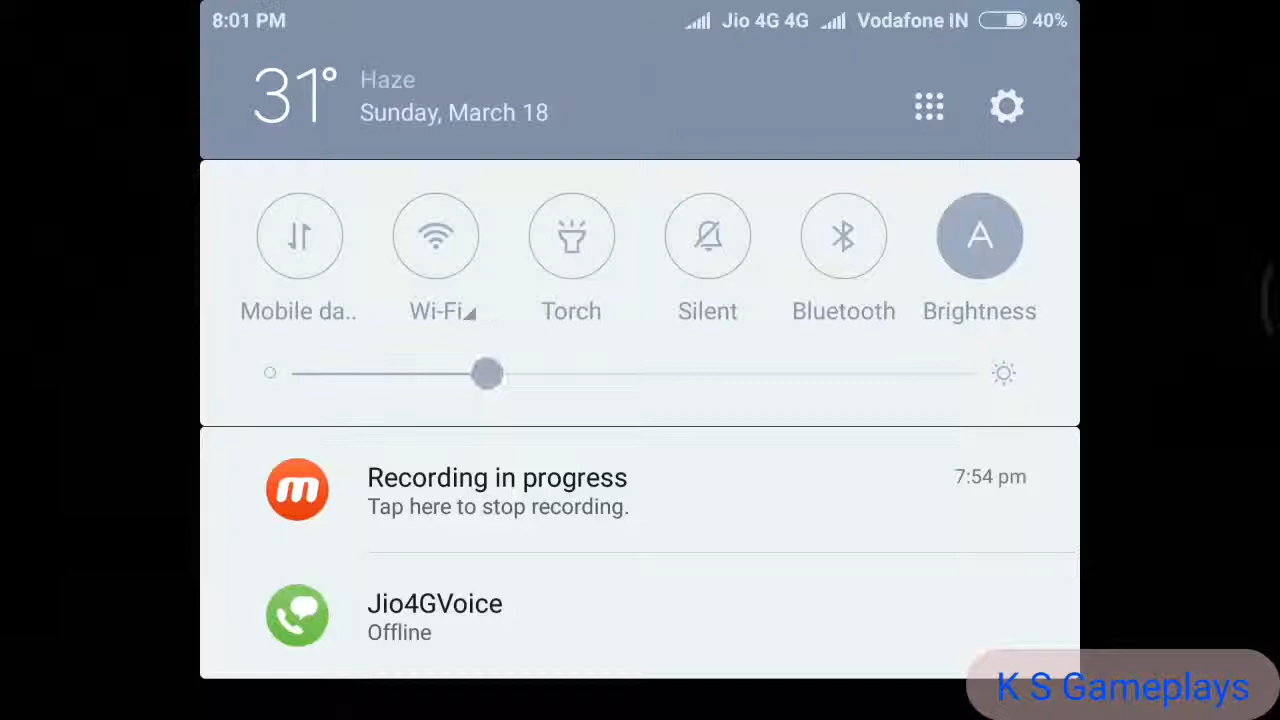 8:01 PM Jio 4G 4G Vodafone IN 40%
31° Haze
Sunday, March 18
A
Mobile da.. Wi-Fi Torch Silent Bluetooth Brightness
m Recording in progress 7:54 pm
Tap here to stop recording.
Jio4GVoice
Offline
K S Gameplays